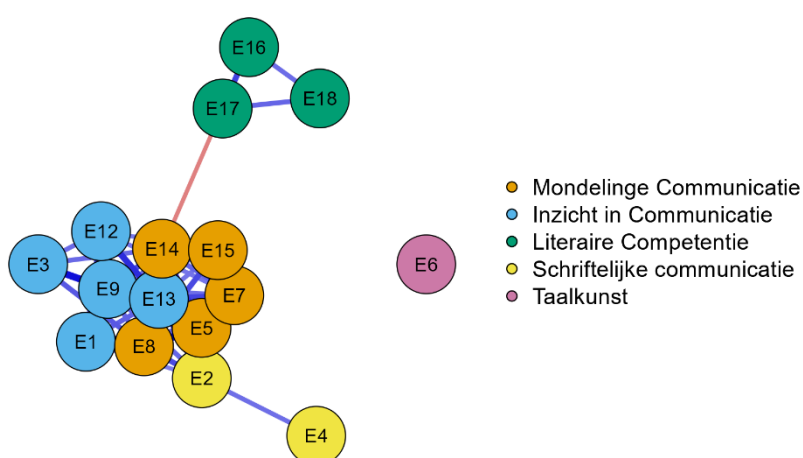 E16
E18
E17
E12
E14
E15
E3
E6
E9
E13
E7
E5
E1
E8
E2
E4
Mondelinge Communicatie
Inzicht in Communicatie
Literaire Competentie
Schriftelijke communicatie
Taalkunst